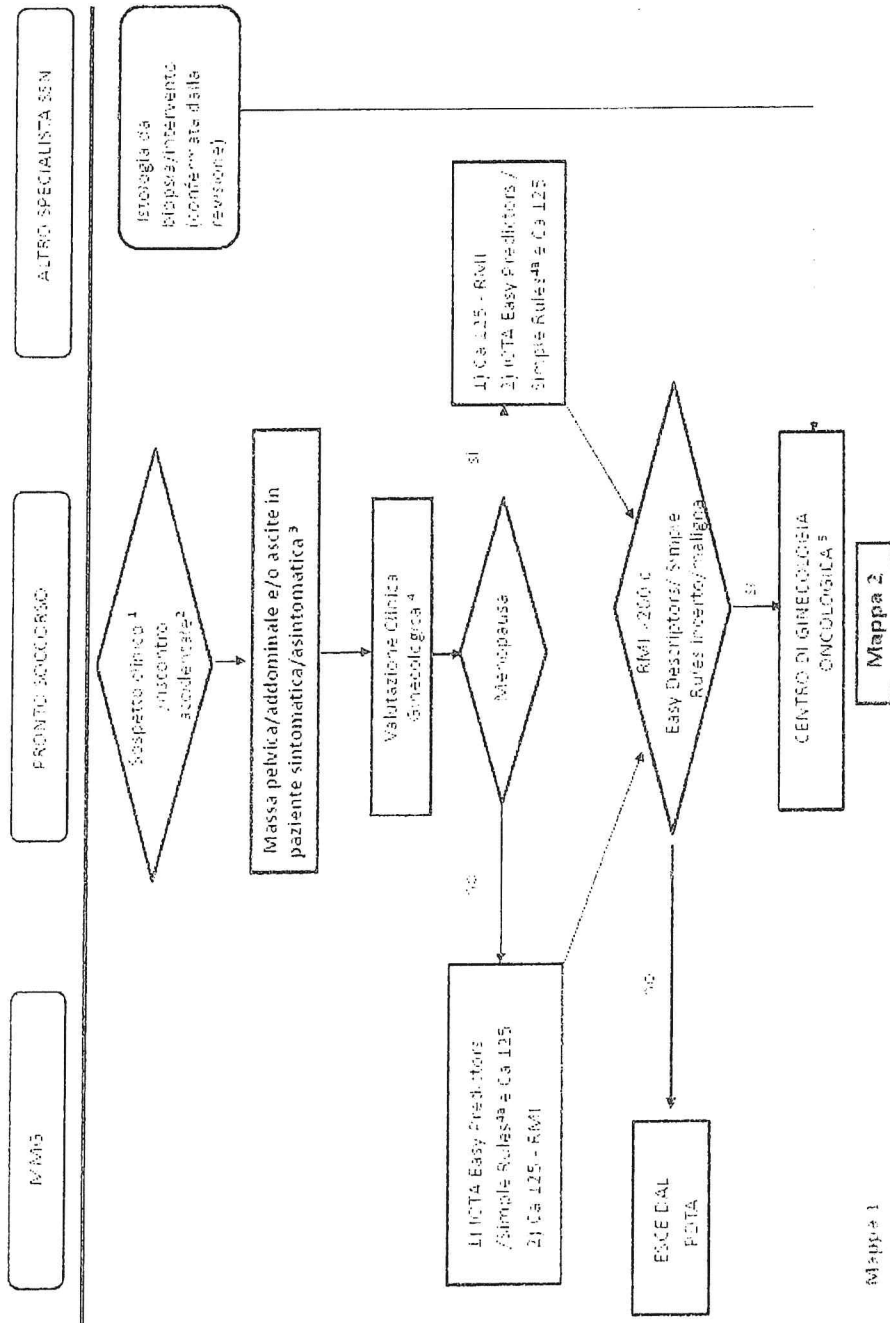 MMG
PRONTO SOCCORSO
ALTRO SPECIALISTA SSN
Sospetto clinico ¹
/riscontro
accidentale²
Istologia da
biopsia/intervento
(confermata dalla
revisione)
Massa pelvica/addominale e/o ascite in
paziente sintomatica/asintomatica ³
Valutazione Clinica
Ginecologica ⁴
Menopausa
no
si
1) IOTA Easy Predictors
/Simple Rules⁴ᵃ e Ca 125
2) Ca 125 - RMI
1) Ca 125 - RMI
2) IOTA Easy Predictors /
Simple Rules⁴ᵃ e Ca 125
RMI >200 o
Easy Descriptors/ Simple
Rules incerto/maligna
no
si
ESCE DAL
PDTA
CENTRO DI GINECOLOGIA
ONCOLOGICA ⁵
Mappa 2
Mappa 1